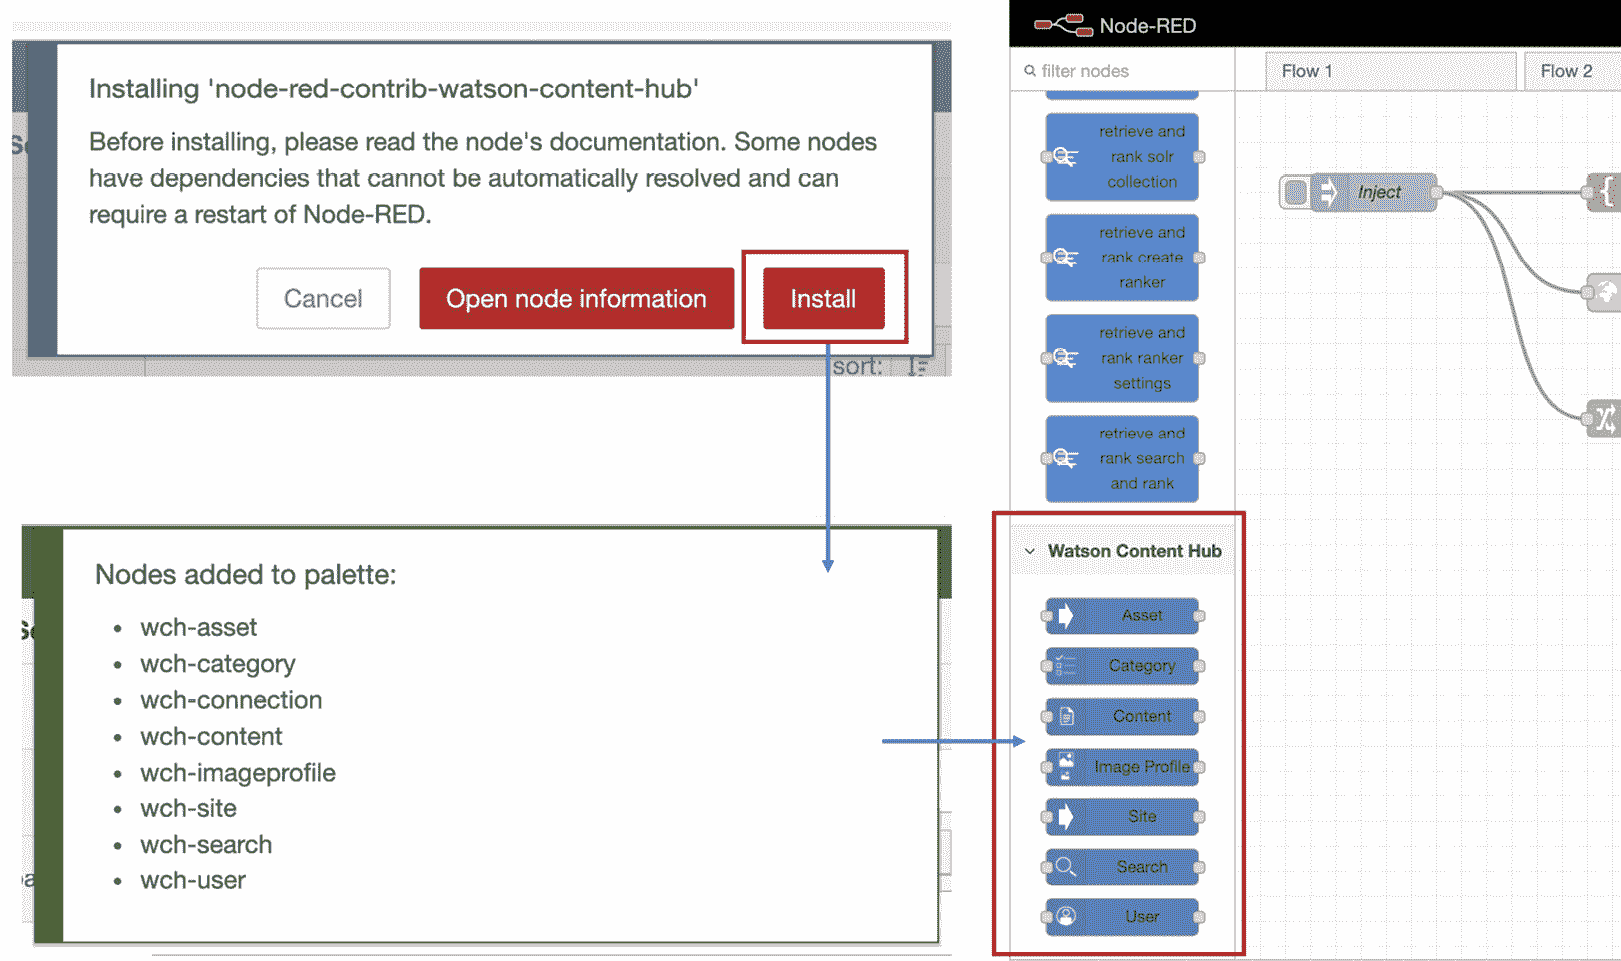 Installing 'node-red-contrib-watson-content-hub'
Before installing, please read the node's documentation. Some nodes
have dependencies that cannot be automatically resolved and can
require a restart of Node-RED.
Cancel
Open node information
Install
sort:
Nodes added to palette:
• wch-asset
• wch-category
• wch-connection
• wch-content
• wch-imageprofile
• wch-site
• wch-search
• wch-user
Node-RED
filter nodes
Flow 1
Flow 2
retrieve and
rank solr
collection
retrieve and
rank create
ranker
retrieve and
rank ranker
settings
retrieve and
rank search
and rank
Inject
Watson Content Hub
Asset
Category
Content
Image Profile
Site
Search
User